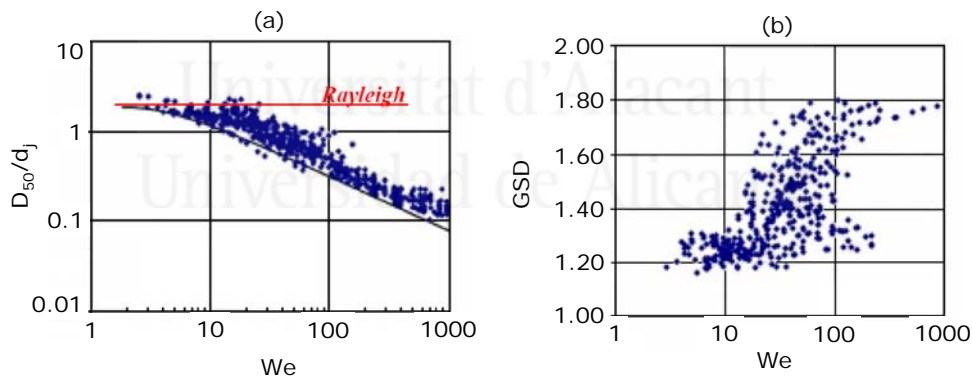 (a)
10
1
0.1
0.01
D50/dj
Rayleigh
1 10 100 1000
We
(b)
2.00
1.80
1.60
1.40
1.20
1.00
GSD
1 10 100 1000
We
Universitat d'Alacant
Universidad de Alicante